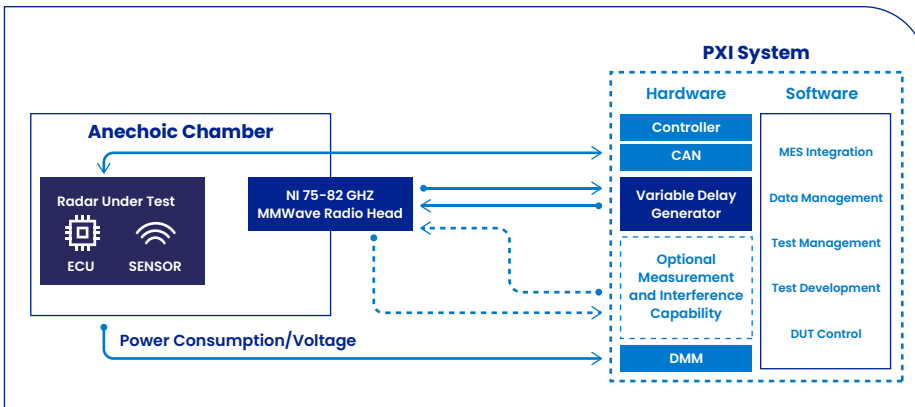 PXI System
Hardware
Software
Anechoic Chamber
Controller
CAN
MES Integration
Radar Under Test
ECU
SENSOR
NI 75-82 GHZ
MMWave Radio Head
Variable Delay
Generator
Data Management
Optional
Measurement
and Interference
Capability
Test Management
Test Development
DUT Control
Power Consumption/Voltage
DMM